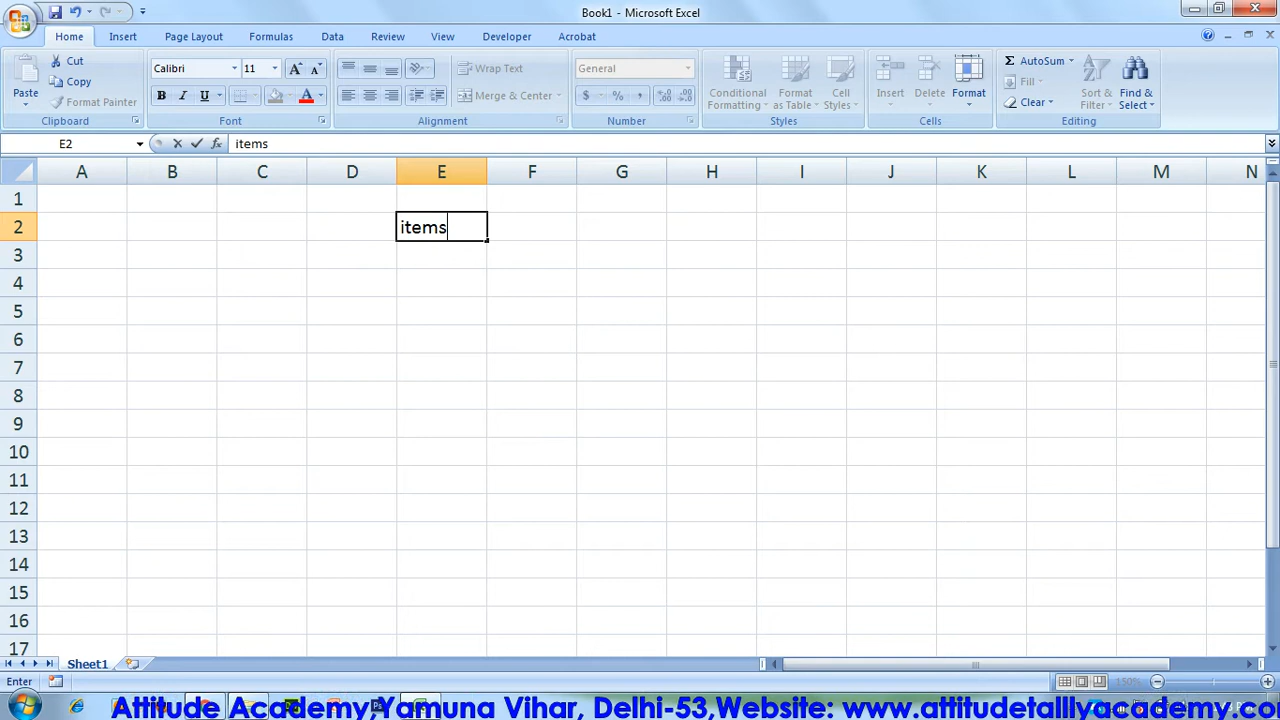 Book1 - Microsoft Excel
Home Insert Page Layout Formulas Data Review View Developer Acrobat
Cut
Copy
Format Painter
Paste
Clipboard
Calibri 11
B I U
Font
Wrap Text
Merge & Center
Alignment
General
$ % ,
Number
Conditional Formatting
Format as Table
Cell Styles
Styles
Insert Delete Format
Cells
Σ AutoSum
Fill
Clear
Sort & Filter
Find & Select
Editing
E2 fx items
A B C D E F G H I J K L M N
1
2 items
3
4
5
6
7
8
9
10
11
12
13
14
15
16
17
Sheet1
Enter 150%
Attitude Academy,Yamuna Vihar, Delhi-53,Website: www.attitudetalllyacademy.co